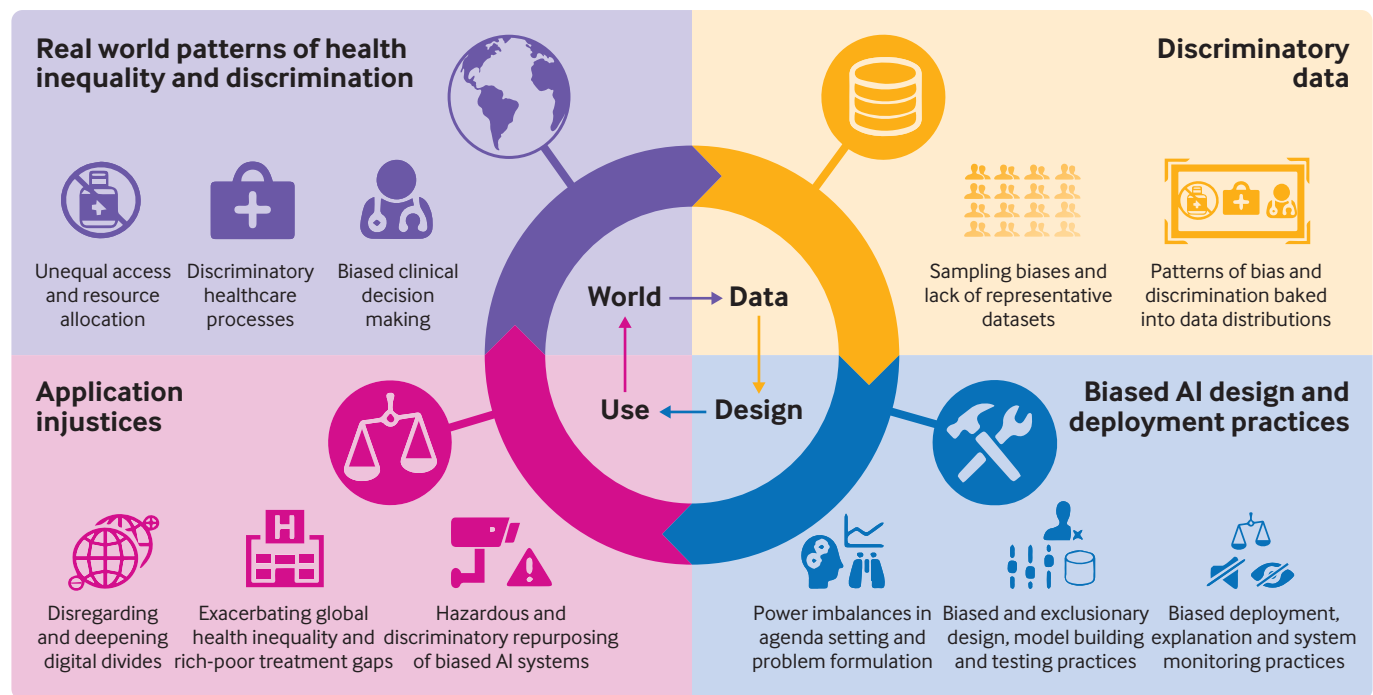 Real world patterns of health
inequality and discrimination
Unequal access
and resource
allocation
Discriminatory
healthcare
processes
Biased clinical
decision
making
Discriminatory
data
Sampling biases and
lack of representative
datasets
Patterns of bias and
discrimination baked
into data distributions
World
Data
Use
Design
Application
injustices
Disregarding
and deepening
digital divides
H
Exacerbating global
health inequality and
rich-poor treatment gaps
Hazardous and
discriminatory repurposing
of biased AI systems
Biased AI design and
deployment practices
Power imbalances in
agenda setting and
problem formulation
Biased and exclusionary
design, model building
and testing practices
Biased deployment,
explanation and system
monitoring practices